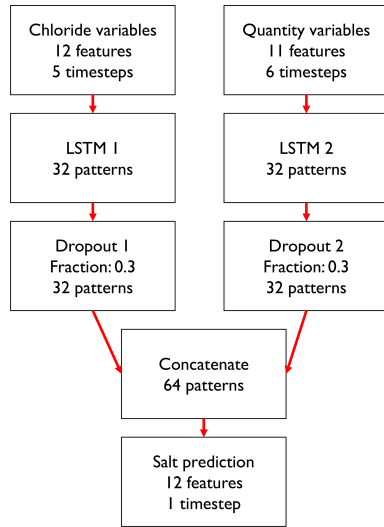 Chloride variables
12 features
5 timesteps
Quantity variables
11 features
6 timesteps
LSTM 1
32 patterns
LSTM 2
32 patterns
Dropout 1
Fraction: 0.3
32 patterns
Dropout 2
Fraction: 0.3
32 patterns
Concatenate
64 patterns
Salt prediction
12 features
1 timestep